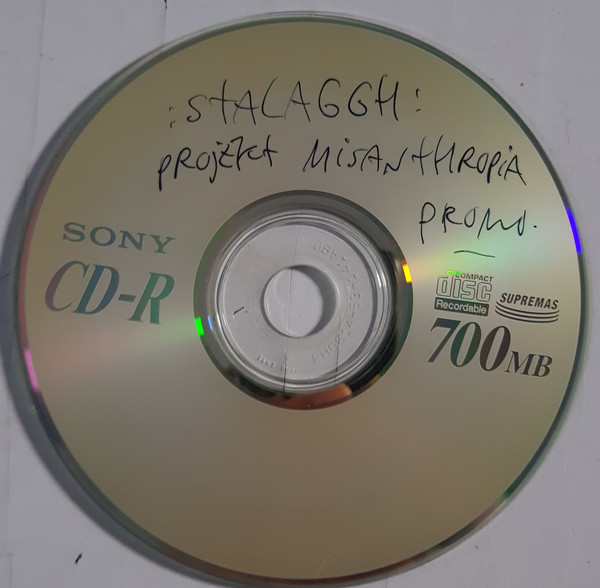 :STALAGGH:
PROJEKT MISANTHROPIA
PROMO.
SONY
CD-R
COMPACT
disc
Recordable
SUPREMAS
700MB